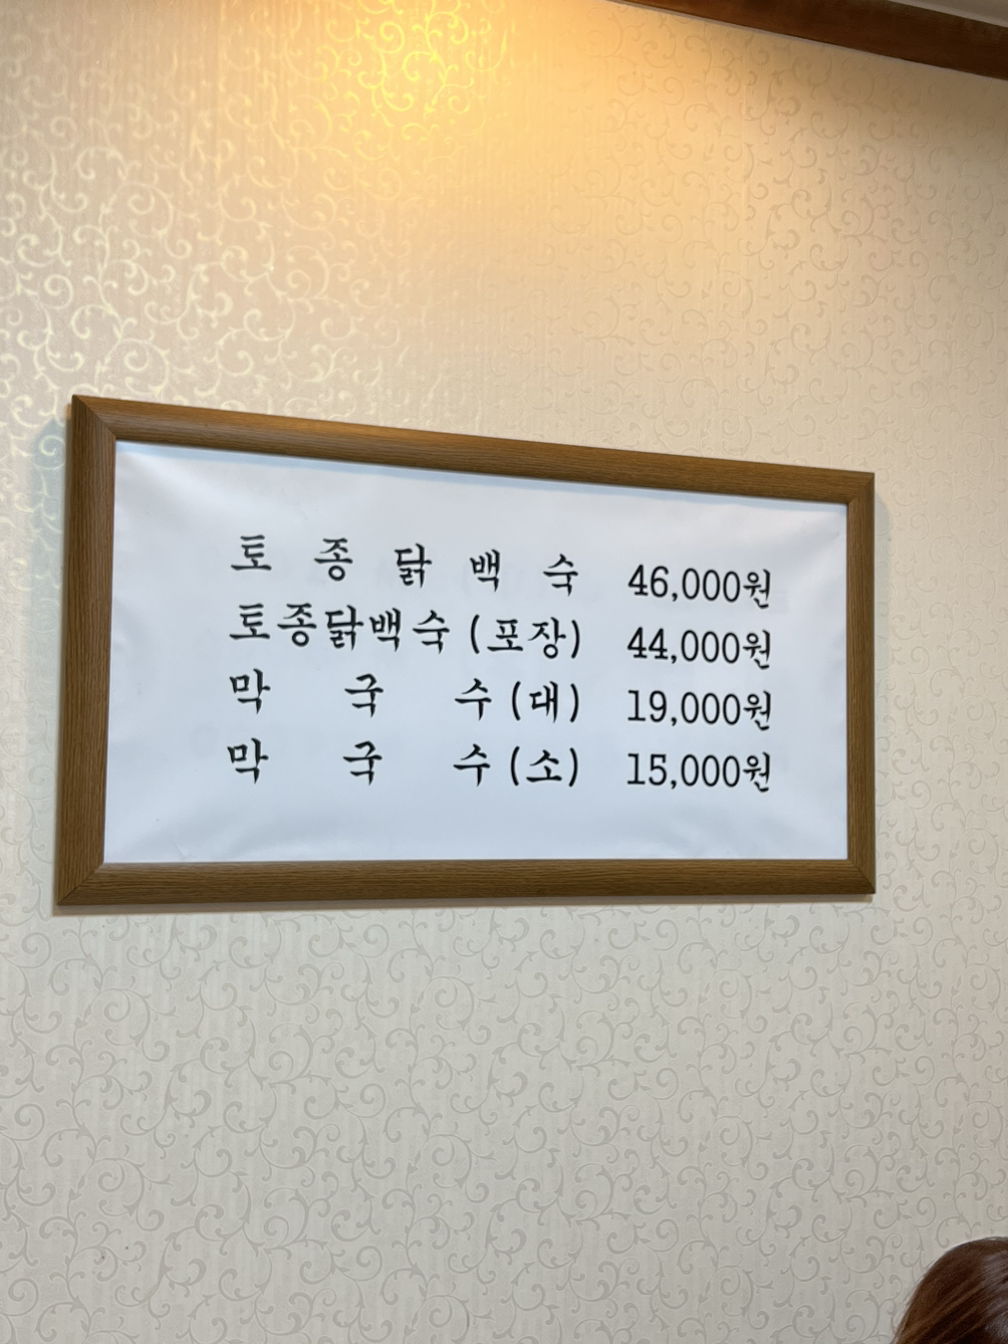 토종닭백숙 46,000원
토종닭백숙(포장) 44,000원
막국수(대) 19,000원
막국수(소) 15,000원